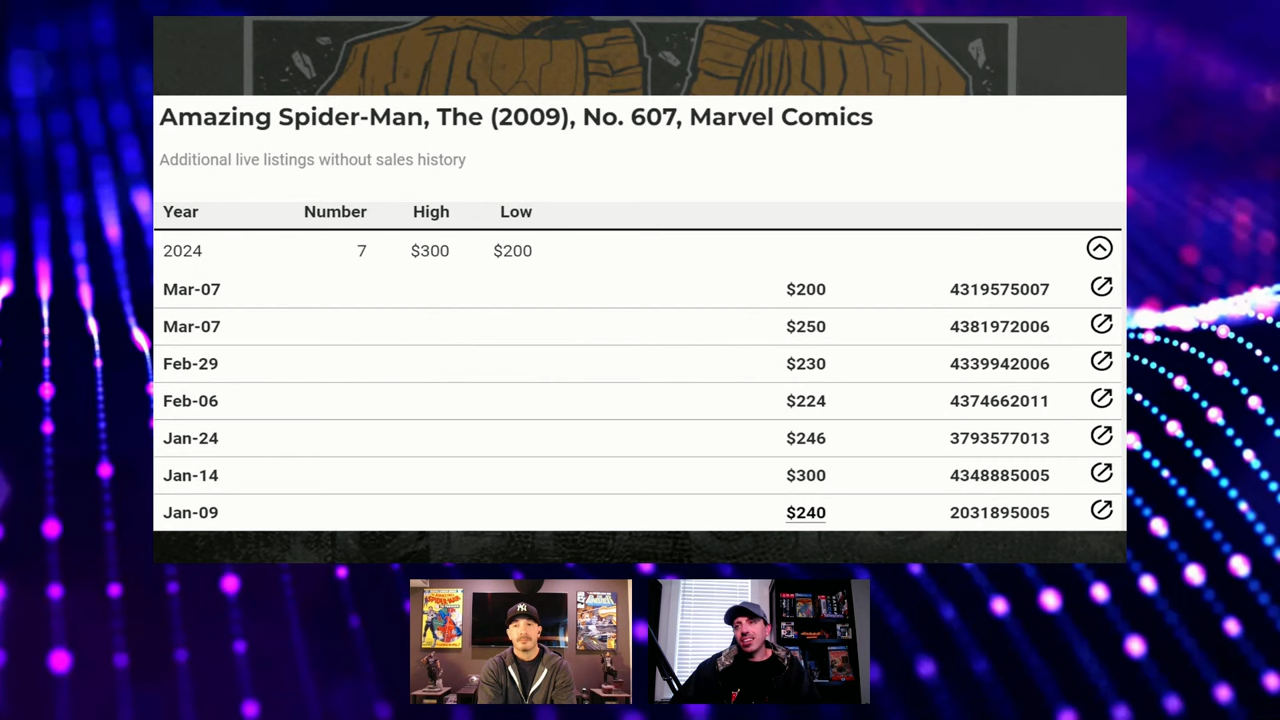 Amazing Spider-Man, The (2009), No. 607, Marvel Comics
Additional live listings without sales history
Year Number High Low
2024 7 $300 $200
Mar-07 $200 4319575007
Mar-07 $250 4381972006
Feb-29 $230 4339942006
Feb-06 $224 4374662011
Jan-24 $246 3793577013
Jan-14 $300 4348885005
Jan-09 $240 2031895005